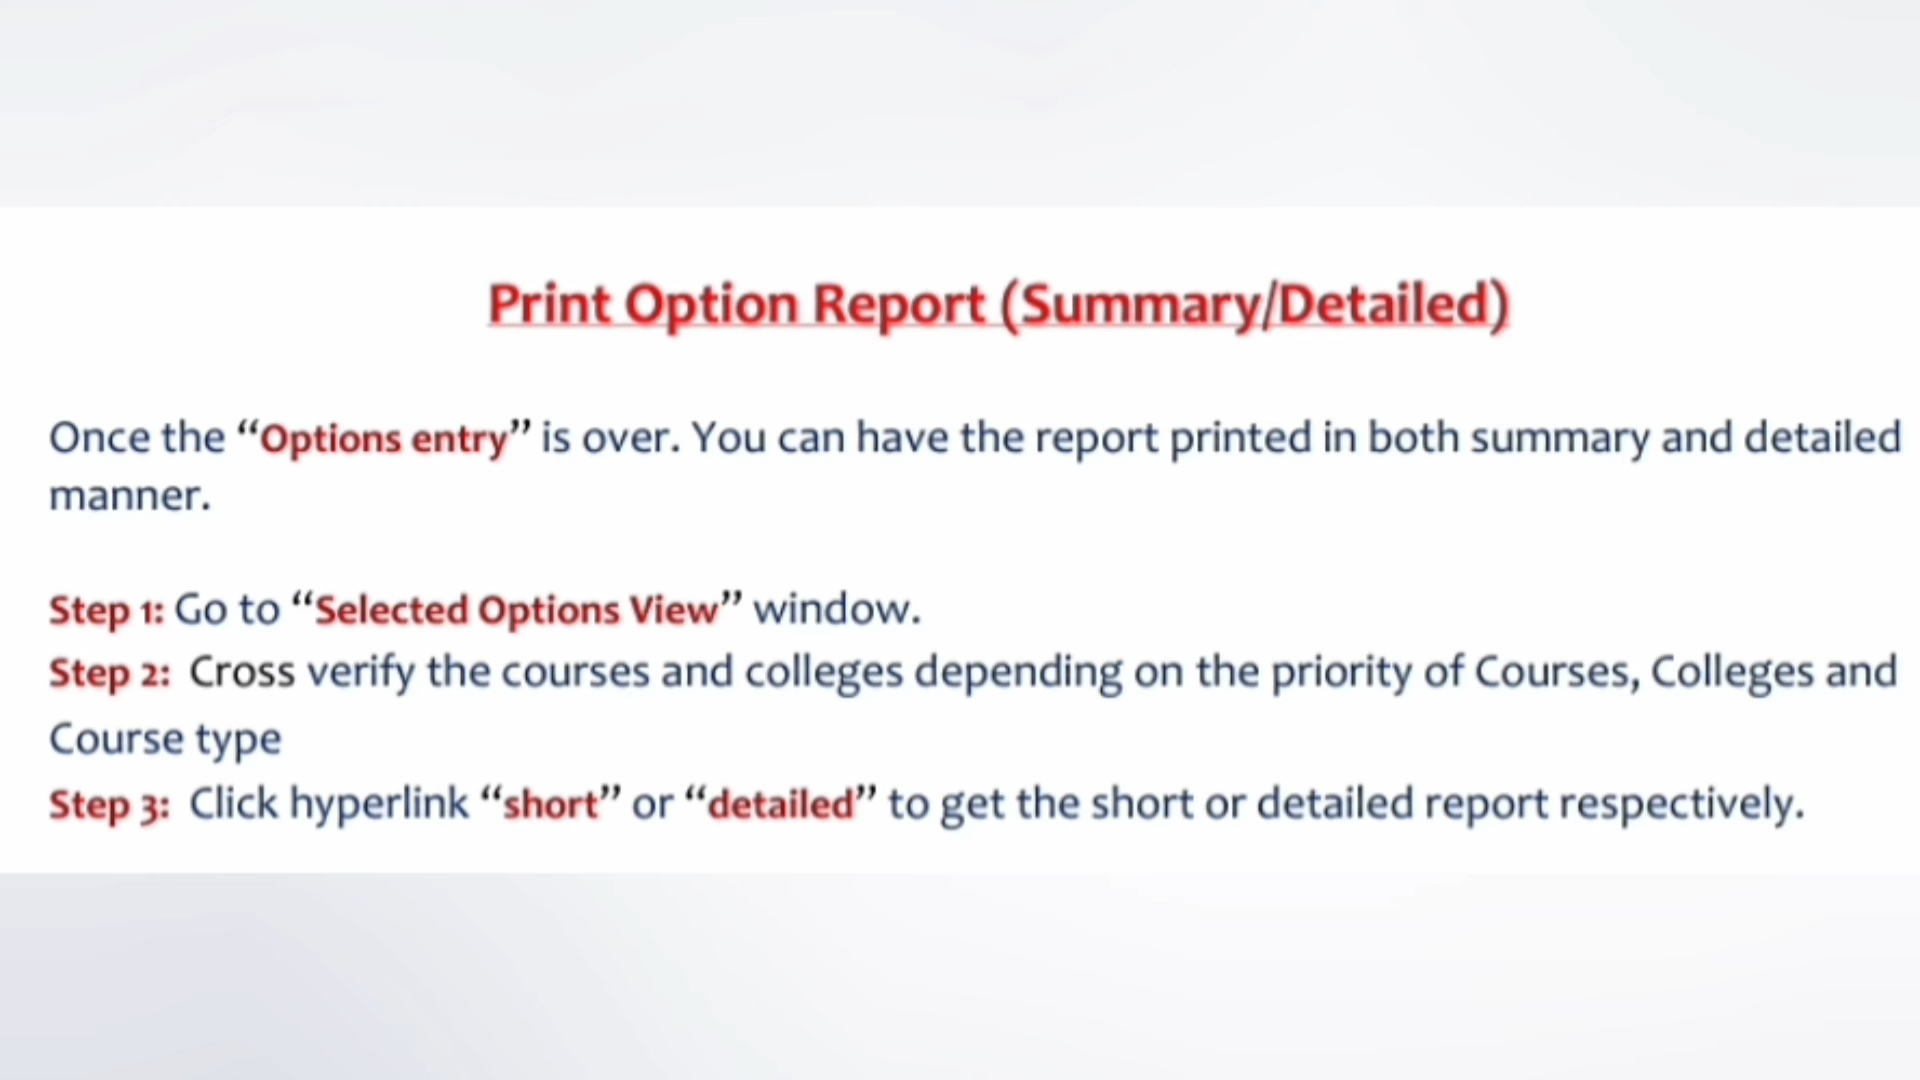 Print Option Report (Summary/Detailed)
Once the “Options entry” is over. You can have the report printed in both summary and detailed
manner.
Step 1: Go to “Selected Options View” window.
Step 2: Cross verify the courses and colleges depending on the priority of Courses, Colleges and
Course type
Step 3: Click hyperlink “short” or “detailed” to get the short or detailed report respectively.